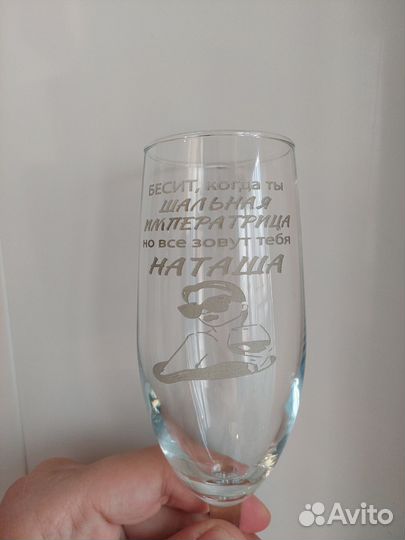 БЕСИТ, когда ты
ШАЛЬНАЯ
ИМПЕРАТРИЦА
но все зовут тебя
НАТАША
Avito